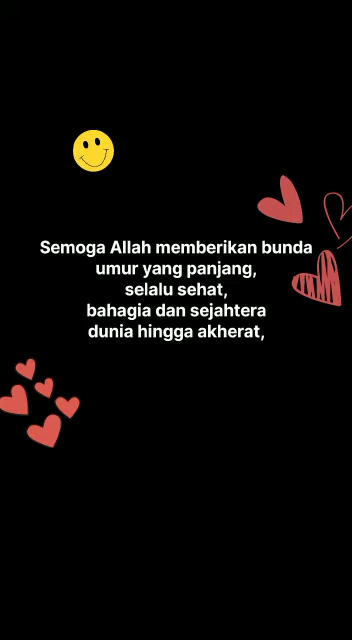 Semoga Allah memberikan bunda
umur yang panjang,
selalu sehat,
bahagia dan sejahtera
dunia hingga akherat,